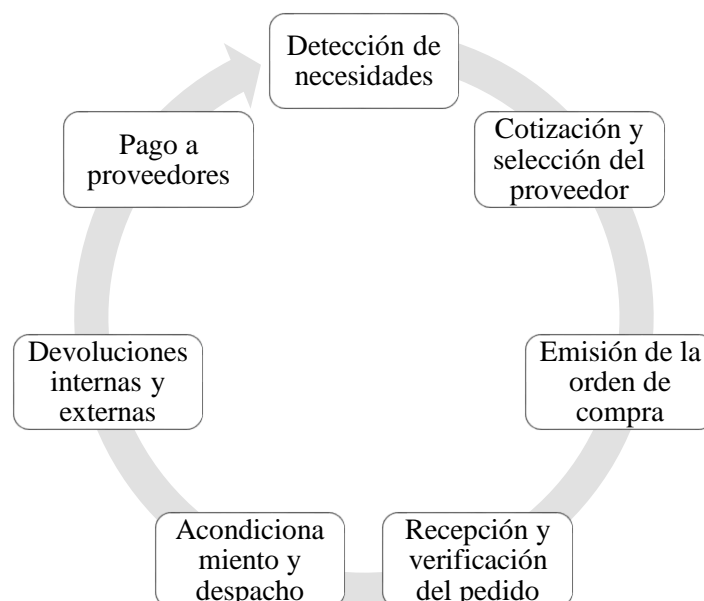 Detección de
necesidades
Cotización y
selección del
proveedor
Emisión de la
orden de
compra
Recepción y
verificación
del pedido
Acondiciona
miento y
despacho
Devoluciones
internas y
externas
Pago a
proveedores